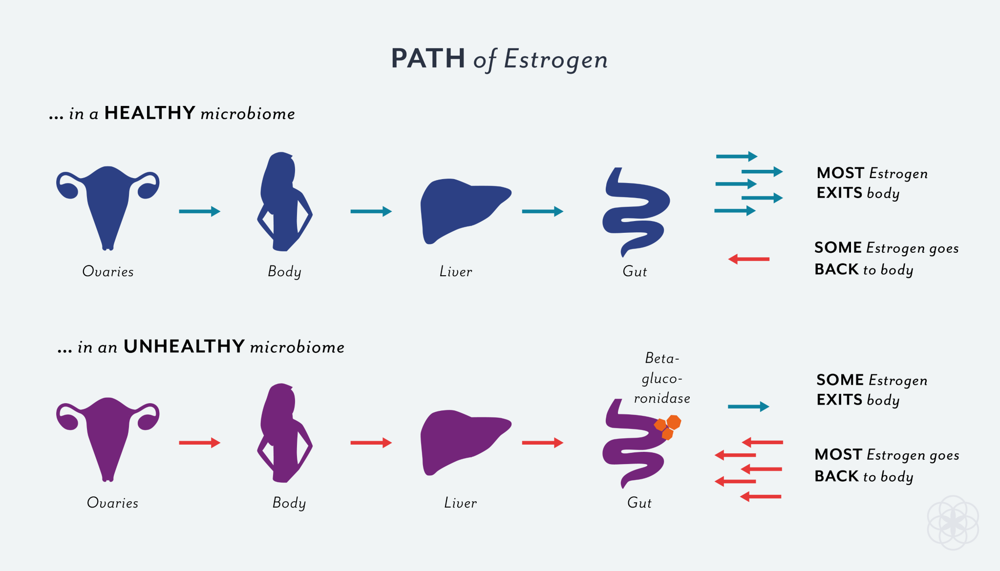 PATH of Estrogen
... in a HEALTHY microbiome
MOST Estrogen
EXITS body
SOME Estrogen goes
BACK to body
Ovaries
Body
Liver
Gut
... in an UNHEALTHY microbiome
Beta-
gluco-
ronidase
SOME Estrogen
EXITS body
MOST Estrogen goes
BACK to body
Ovaries
Body
Liver
Gut